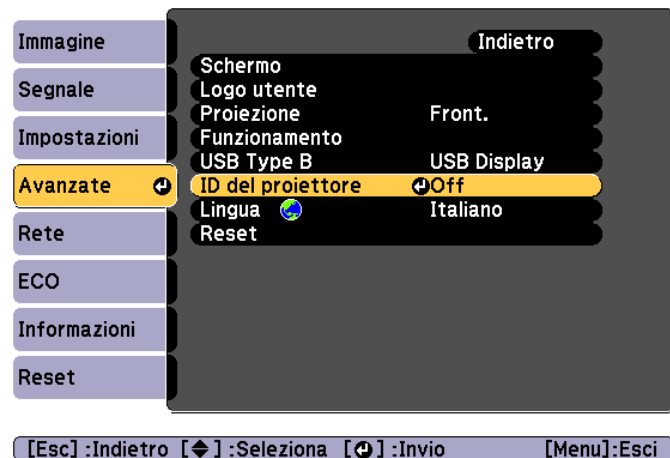 Immagine
Segnale
Impostazioni
Avanzate
Rete
ECO
Informazioni
Reset
Indietro
Schermo
Logo utente
Proiezione Front.
Funzionamento
USB Type B USB Display
ID del proiettore Off
Lingua Italiano
Reset
[Esc] :Indietro [◆] :Seleziona [↵] :Invio [Menu]:Esci